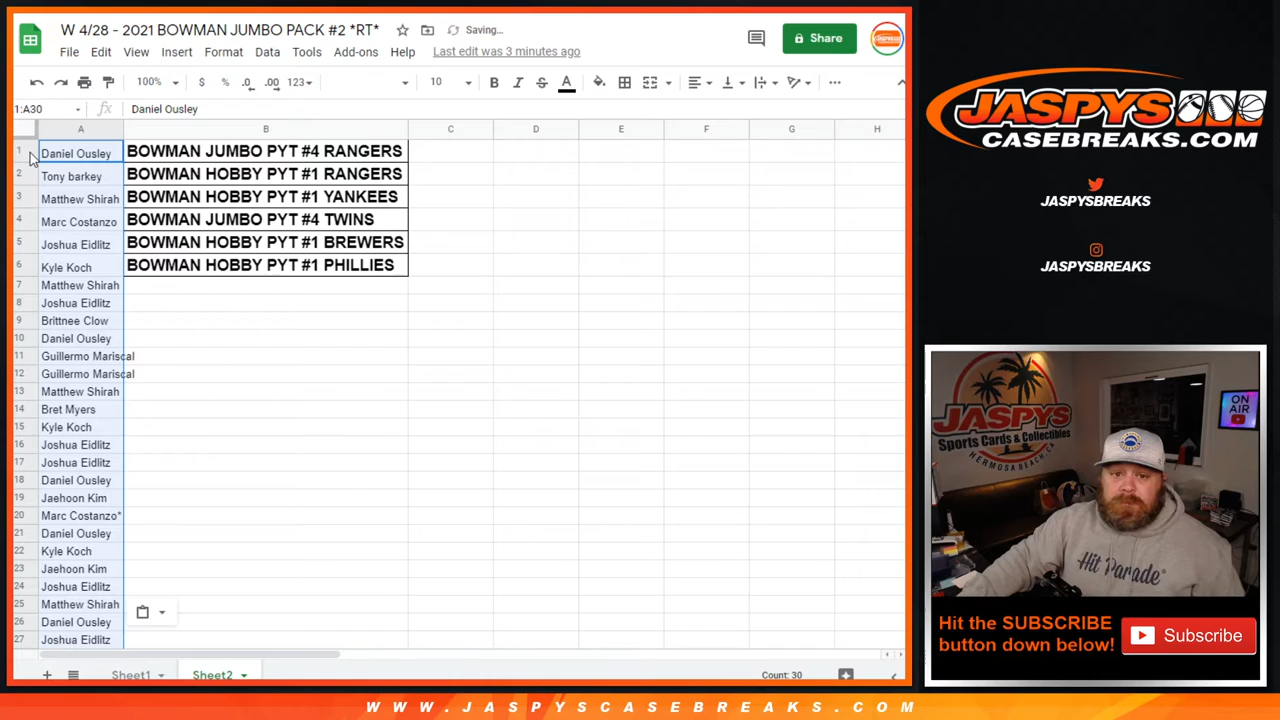 W 4/28 - 2021 BOWMAN JUMBO PACK #2 *RT*
Saving...
File Edit View Insert Format Data Tools Add-ons Help Last edit was 3 minutes ago
Share
100% $ % .0 .00 123 10 B I S A
1:A30 fx Daniel Ousley
A B C D E F G H
1 Daniel Ousley BOWMAN JUMBO PYT #4 RANGERS
2 Tony barkey BOWMAN HOBBY PYT #1 RANGERS
3 Matthew Shirah BOWMAN HOBBY PYT #1 YANKEES
4 Marc Costanzo BOWMAN JUMBO PYT #4 TWINS
5 Joshua Eidlitz BOWMAN HOBBY PYT #1 BREWERS
6 Kyle Koch BOWMAN HOBBY PYT #1 PHILLIES
7 Matthew Shirah
8 Joshua Eidlitz
9 Brittnee Clow
10 Daniel Ousley
11 Guillermo Mariscal
12 Guillermo Mariscal
13 Matthew Shirah
14 Bret Myers
15 Kyle Koch
16 Joshua Eidlitz
17 Joshua Eidlitz
18 Daniel Ousley
19 Jaehoon Kim
20 Marc Costanzo*
21 Daniel Ousley
22 Kyle Koch
23 Jaehoon Kim
24 Joshua Eidlitz
25 Matthew Shirah
26 Daniel Ousley
27 Joshua Eidlitz
Sheet1 Sheet2 Count: 30
JASPYS
CASEBREAKS.COM
JASPYSBREAKS
JASPYSBREAKS
JASPYS
Sports Cards & Collectibles
HERMOSA BEACH, CA
ON
AIR
Hit Parade
Hit the SUBSCRIBE
button down below!
Subscribe
WWW.JASPYSCASEBREAKS.COM